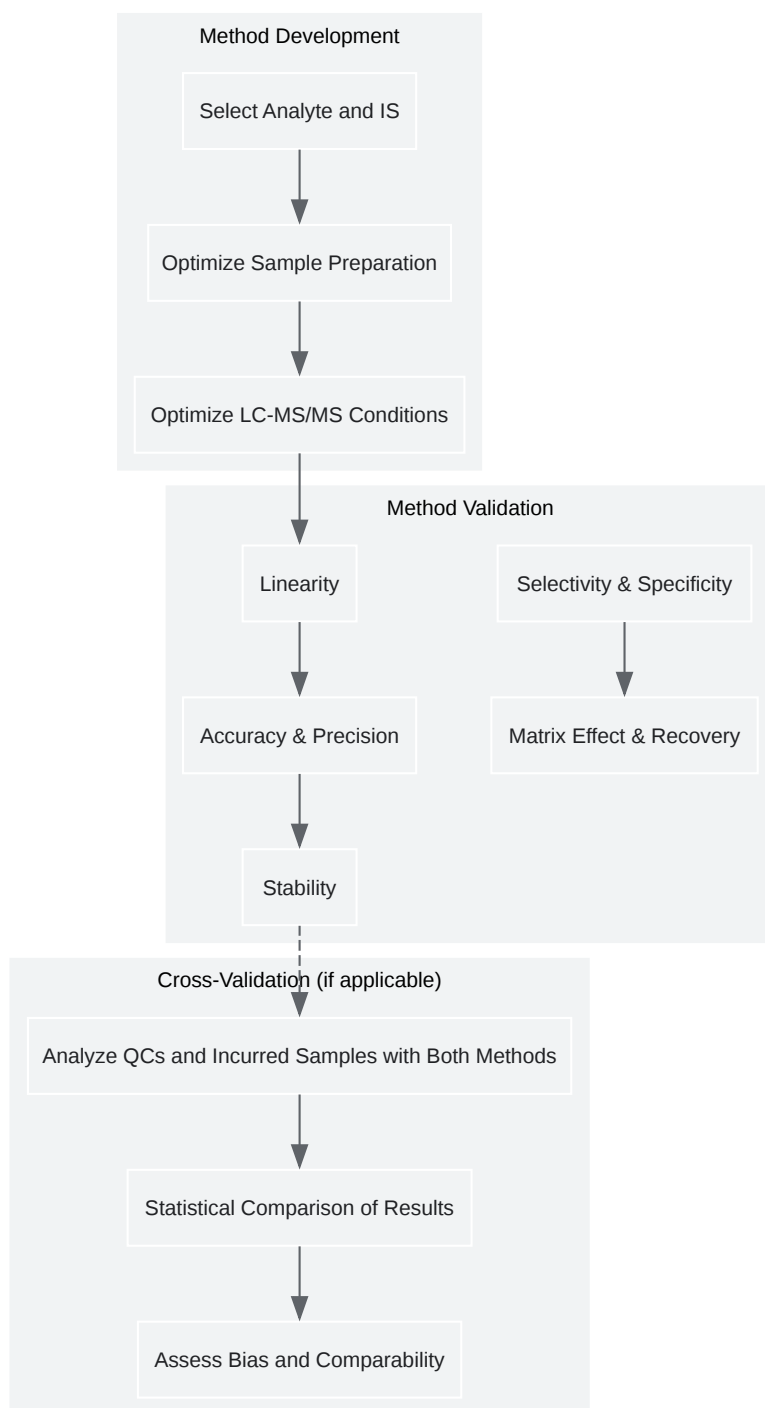 Method Development
Select Analyte and IS
Optimize Sample Preparation
Optimize LC-MS/MS Conditions
Method Validation
Linearity
Selectivity & Specificity
Accuracy & Precision
Matrix Effect & Recovery
Stability
Cross-Validation (if applicable)
Analyze QCs and Incurred Samples with Both Methods
Statistical Comparison of Results
Assess Bias and Comparability